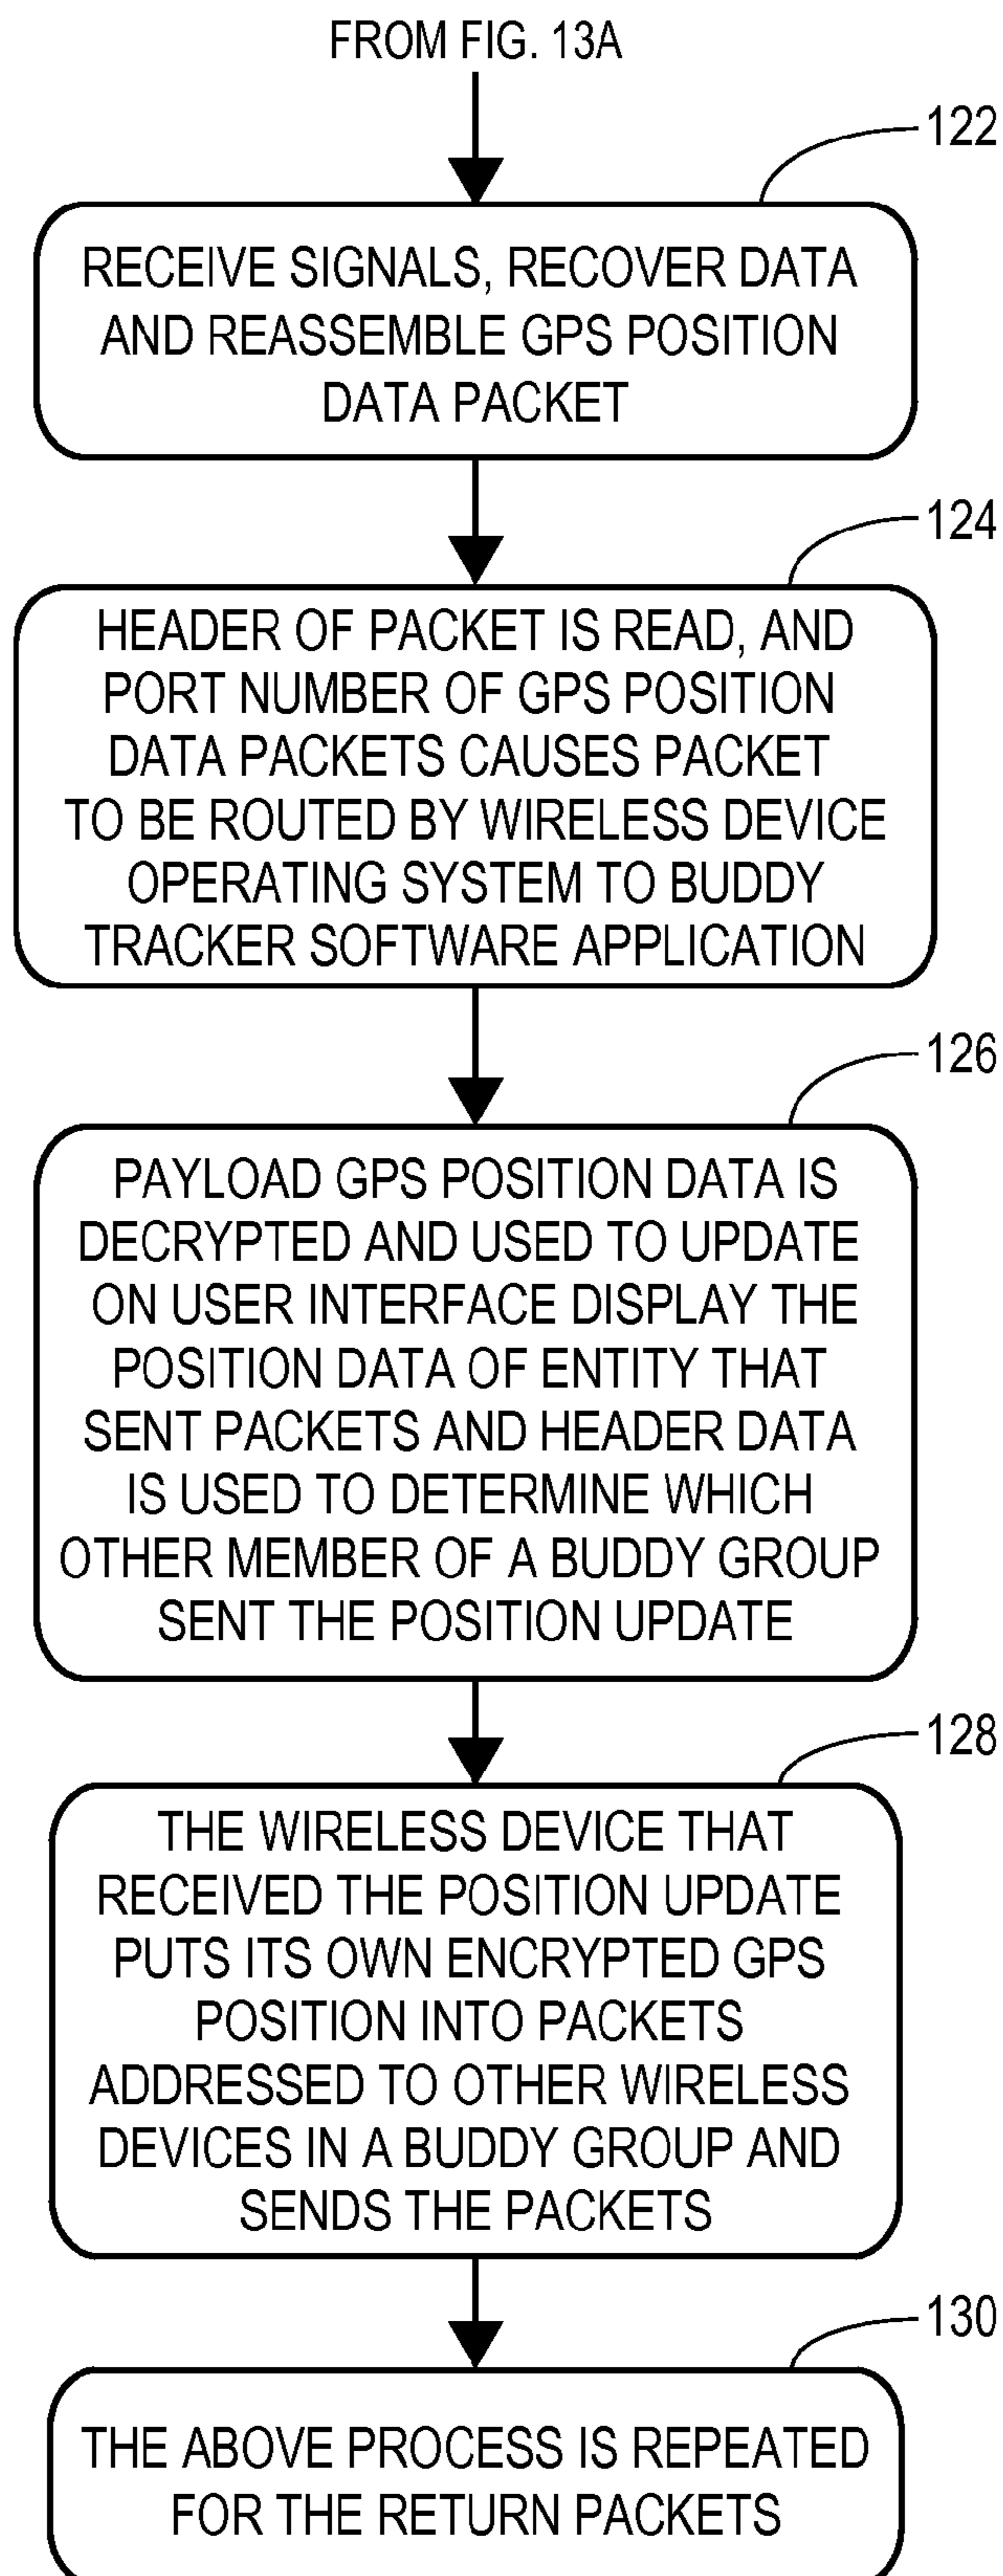 FROM FIG. 13A
122
RECEIVE SIGNALS, RECOVER DATA
AND REASSEMBLE GPS POSITION
DATA PACKET
124
HEADER OF PACKET IS READ, AND
PORT NUMBER OF GPS POSITION
DATA PACKETS CAUSES PACKET
TO BE ROUTED BY WIRELESS DEVICE
OPERATING SYSTEM TO BUDDY
TRACKER SOFTWARE APPLICATION
126
PAYLOAD GPS POSITION DATA IS
DECRYPTED AND USED TO UPDATE
ON USER INTERFACE DISPLAY THE
POSITION DATA OF ENTITY THAT
SENT PACKETS AND HEADER DATA
IS USED TO DETERMINE WHICH
OTHER MEMBER OF A BUDDY GROUP
SENT THE POSITION UPDATE
128
THE WIRELESS DEVICE THAT
RECEIVED THE POSITION UPDATE
PUTS ITS OWN ENCRYPTED GPS
POSITION INTO PACKETS
ADDRESSED TO OTHER WIRELESS
DEVICES IN A BUDDY GROUP AND
SENDS THE PACKETS
130
THE ABOVE PROCESS IS REPEATED
FOR THE RETURN PACKETS